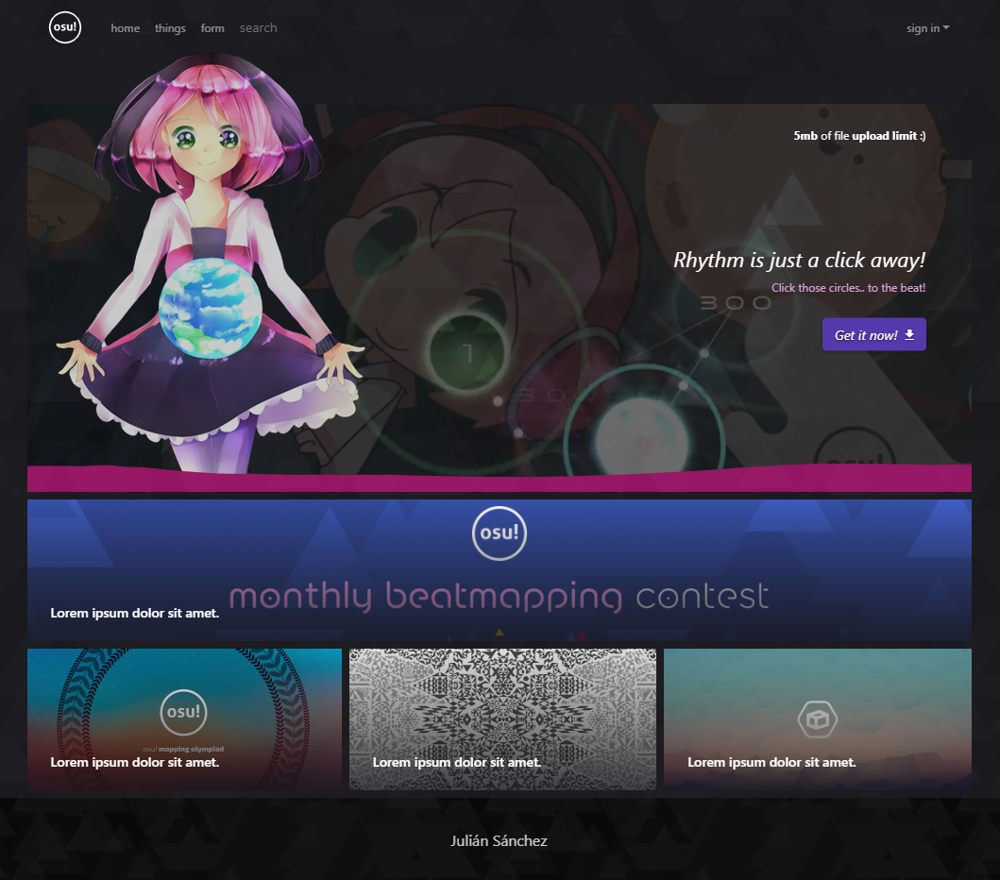 osu!
home things form search
sign in
5mb of file upload limit :)
Rhythm is just a click away!
Click those circles.. to the beat!
300
Get it now!
1
300
osu!
osu!
monthly beatmapping contest
Lorem ipsum dolor sit amet.
osu!
osu! mapping olympiad
Lorem ipsum dolor sit amet.
Lorem ipsum dolor sit amet.
Lorem ipsum dolor sit amet.
Julián Sánchez